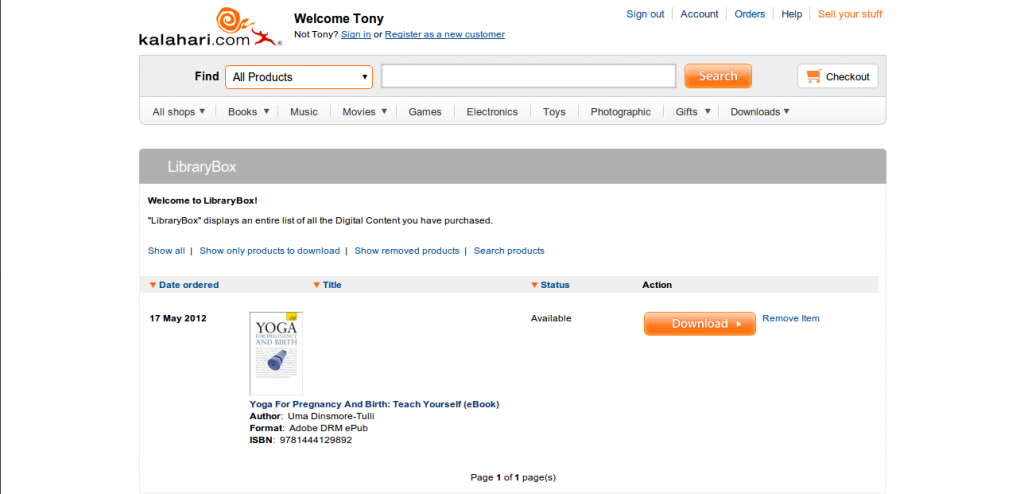 kalahari.com
Welcome Tony
Not Tony? Sign in or Register as a new customer
Sign out Account Orders Help Sell your stuff
Find All Products Search Checkout
All shops Books Music Movies Games Electronics Toys Photographic Gifts Downloads
LibraryBox
Welcome to LibraryBox!
"LibraryBox" displays an entire list of all the Digital Content you have purchased.
Show all | Show only products to download | Show removed products | Search products
Date ordered Title Status Action
17 May 2012 Available Download Remove Item
YOGA
FOR PREGNANCY
AND BIRTH
Yoga For Pregnancy And Birth: Teach Yourself (eBook)
Author: Uma Dinsmore-Tulli
Format: Adobe DRM ePub
ISBN: 9781444129892
Page 1 of 1 page(s)